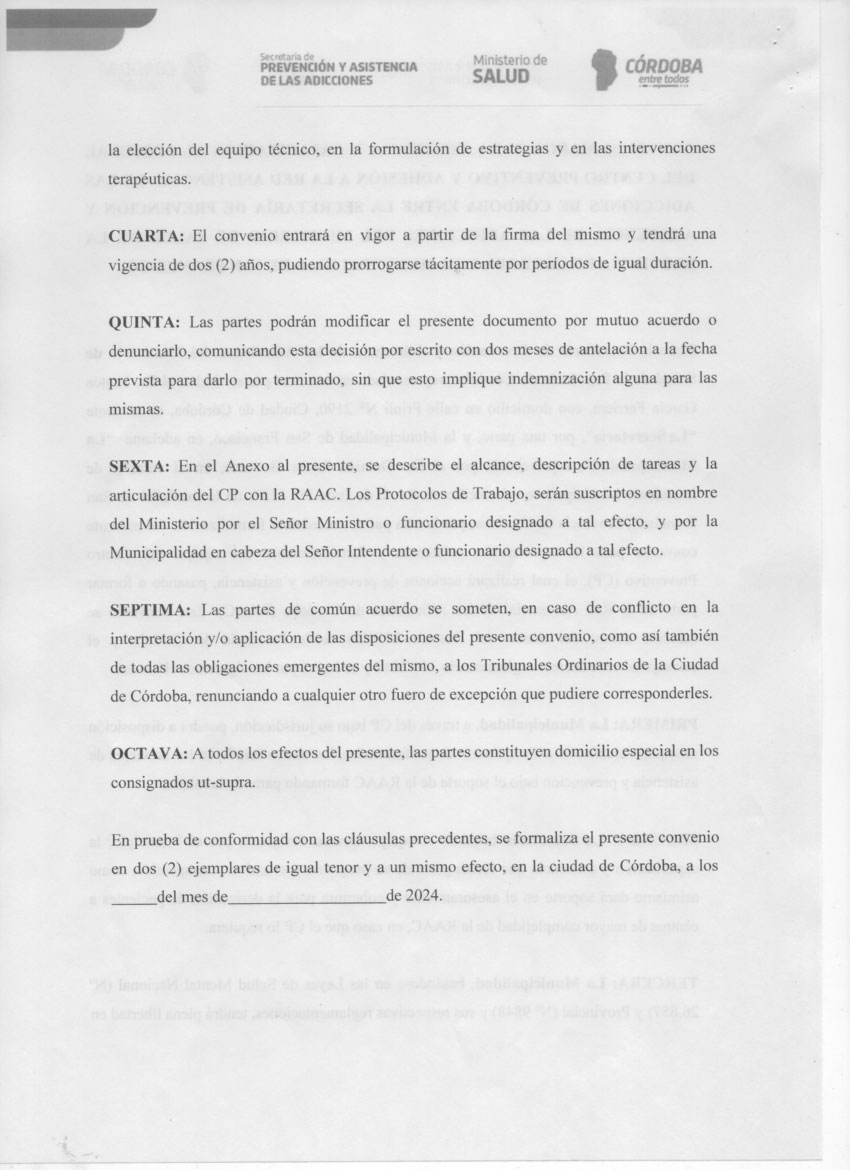 Secretaría de
PREVENCIÓN Y ASISTENCIA
DE LAS ADICCIONES
Ministerio de
SALUD
CÓRDOBA
entre todos
la elección del equipo técnico, en la formulación de estrategias y en las intervenciones
terapéuticas.
CUARTA: El convenio entrará en vigor a partir de la firma del mismo y tendrá una
vigencia de dos (2) años, pudiendo prorrogarse tácitamente por períodos de igual duración.
QUINTA: Las partes podrán modificar el presente documento por mutuo acuerdo o
denunciarlo, comunicando esta decisión por escrito con dos meses de antelación a la fecha
prevista para darlo por terminado, sin que esto implique indemnización alguna para las
mismas.
SEXTA: En el Anexo al presente, se describe el alcance, descripción de tareas y la
articulación del CP con la RAAC. Los Protocolos de Trabajo, serán suscriptos en nombre
del Ministerio por el Señor Ministro o funcionario designado a tal efecto, y por la
Municipalidad en cabeza del Señor Intendente o funcionario designado a tal efecto.
SEPTIMA: Las partes de común acuerdo se someten, en caso de conflicto en la
interpretación y/o aplicación de las disposiciones del presente convenio, como así también
de todas las obligaciones emergentes del mismo, a los Tribunales Ordinarios de la Ciudad
de Córdoba, renunciando a cualquier otro fuero de excepción que pudiere corresponderles.
OCTAVA: A todos los efectos del presente, las partes constituyen domicilio especial en los
consignados ut-supra.
En prueba de conformidad con las cláusulas precedentes, se formaliza el presente convenio
en dos (2) ejemplares de igual tenor y a un mismo efecto, en la ciudad de Córdoba, a los
______del mes de____________________de 2024.